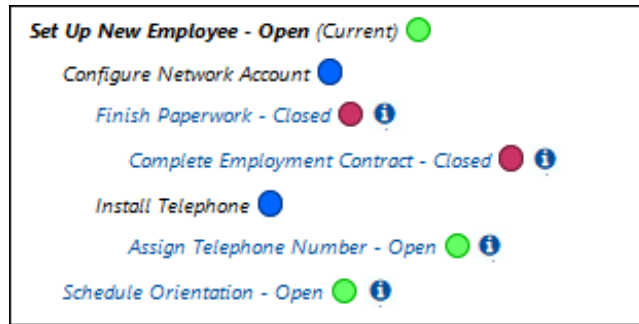 Set Up New Employee - Open (Current)
Configure Network Account
Finish Paperwork - Closed
Complete Employment Contract - Closed
Install Telephone
Assign Telephone Number - Open
Schedule Orientation - Open